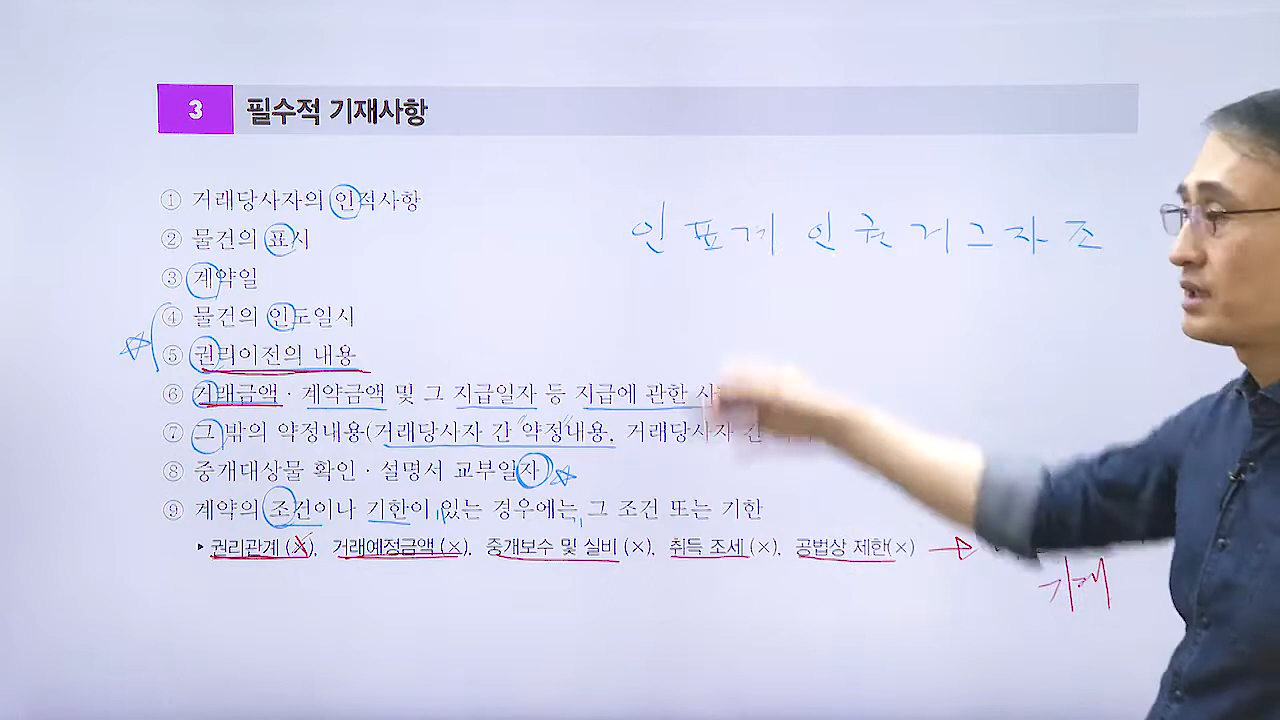 3 필수적 기재사항
① 거래당사자의 인적사항
인표계 인권거그자조
② 물건의 표시
③ 계약일
④ 물건의 인도일시
⑤ 권리이전의 내용
⑥ 거래금액·계약금액 및 그 지급일자 등 지급에 관한
⑦ 그 밖의 약정내용(거래당사자 간 약정내용, 거래당사자 간
⑧ 중개대상물 확인·설명서 교부일자
⑨ 계약의 조건이나 기한이 있는 경우에는 그 조건 또는 기한
▸ 권리관계 (×), 거래예정금액 (×), 중개보수 및 실비 (×), 취득 조세 (×), 공법상 제한(×) →